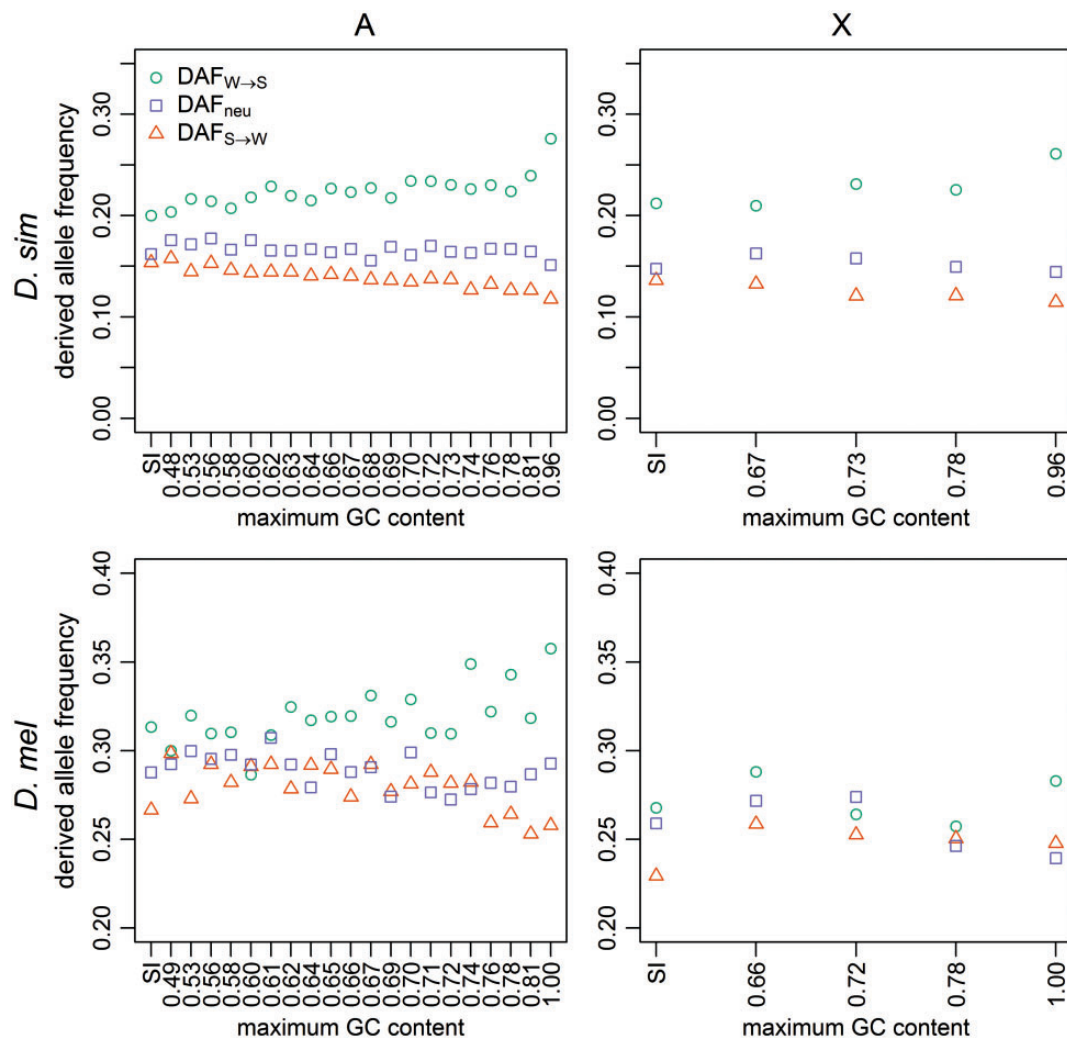 A
X
D. sim
derived allele frequency
0.00 0.10 0.20 0.30
DAFW→S
DAFneu
DAFS→W
SI 0.48 0.53 0.56 0.58 0.60 0.62 0.63 0.64 0.66 0.67 0.68 0.69 0.70 0.72 0.73 0.74 0.76 0.78 0.81 0.96
maximum GC content
0.00 0.10 0.20 0.30
SI 0.67 0.73 0.78 0.96
maximum GC content
D. mel
derived allele frequency
0.20 0.25 0.30 0.35 0.40
SI 0.49 0.53 0.56 0.58 0.60 0.61 0.62 0.64 0.65 0.66 0.67 0.69 0.70 0.71 0.72 0.74 0.76 0.78 0.81 1.00
maximum GC content
0.20 0.25 0.30 0.35 0.40
SI 0.66 0.72 0.78 1.00
maximum GC content